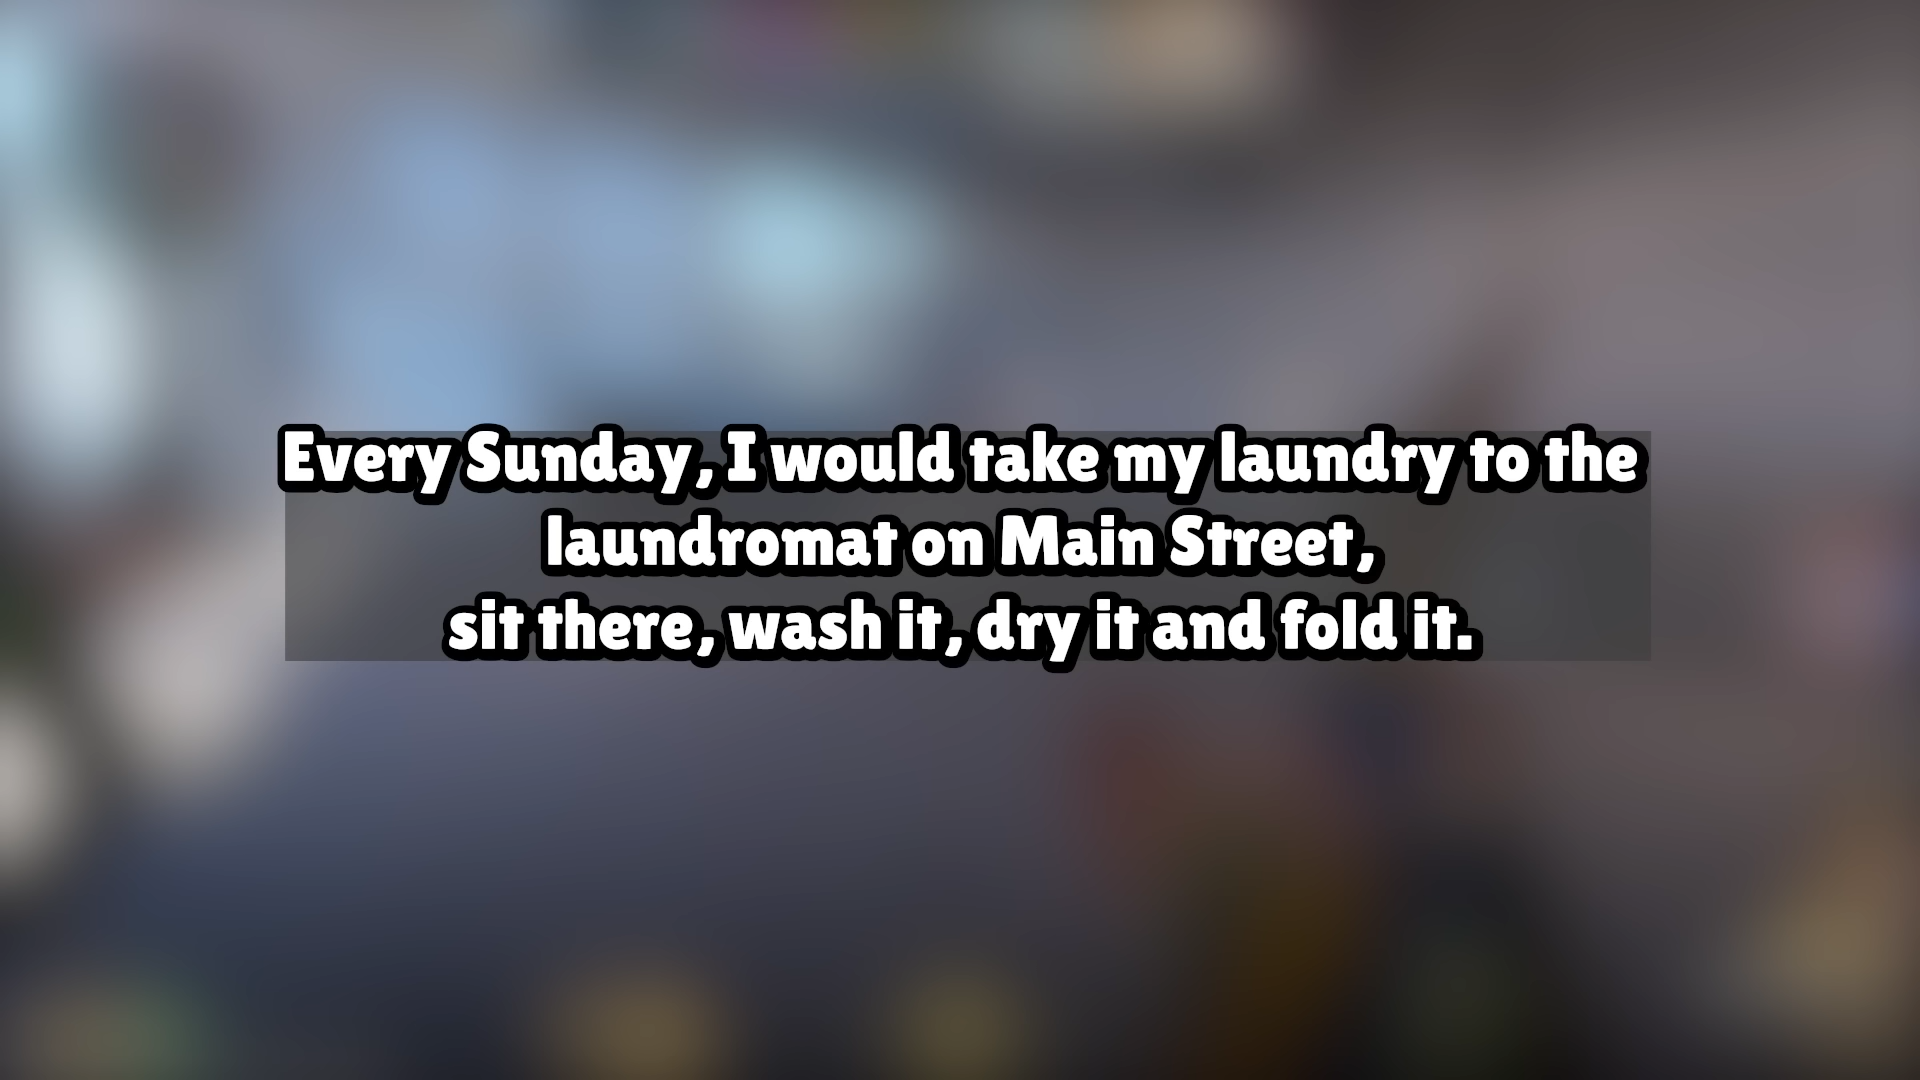 Every Sunday, I would take my laundry to the
laundromat on Main Street,
sit there, wash it, dry it and fold it.